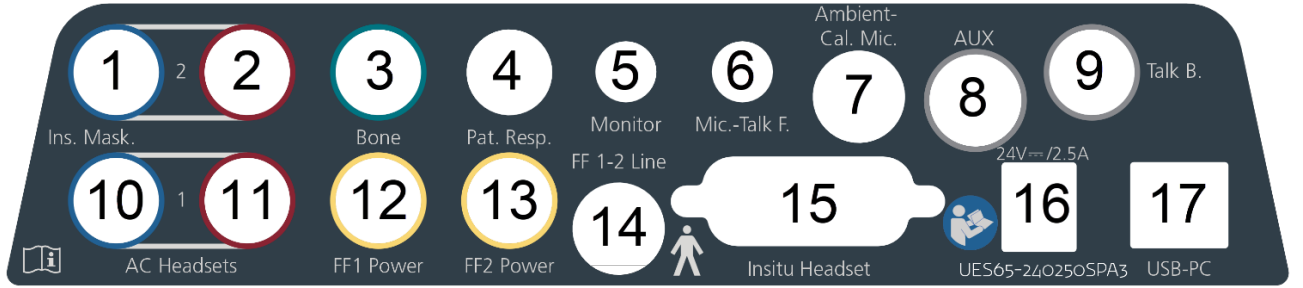 Ambient-
Cal. Mic.
AUX
1 2 2 3 4 5 6 7 8 9 Talk B.
Ins. Mask. Bone Pat. Resp. Monitor Mic.-Talk F.
FF 1-2 Line 24V⎓/2.5A
10 1 11 12 13 14 15 16 17
AC Headsets FF1 Power FF2 Power Insitu Headset UES65-240250SPA3 USB-PC